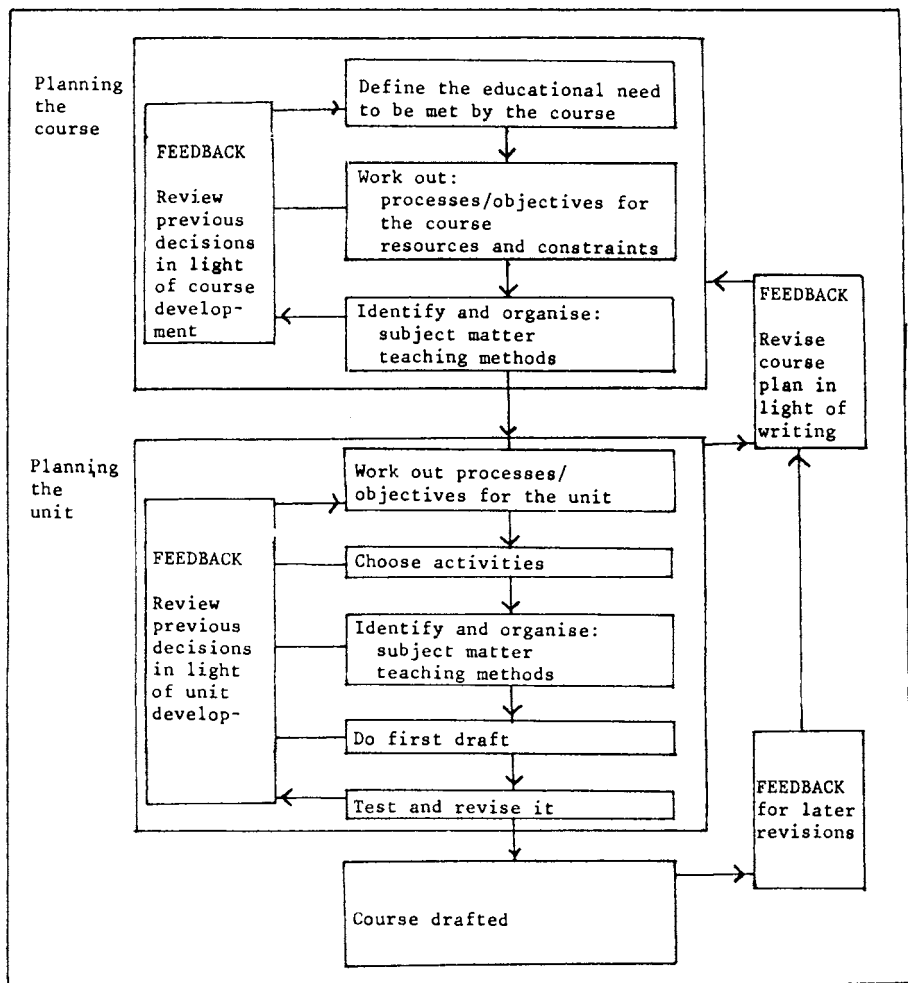 Planning
the
course
Define the educational need
to be met by the course
FEEDBACK
Review
previous
decisions
in light
of course
develop-
ment
Work out:
processes/objectives for
the course
resources and constraints
Identify and organise:
subject matter
teaching methods
FEEDBACK
Revise
course
plan in
light of
writing
Planning
the
unit
Work out processes/
objectives for the unit
FEEDBACK
Review
previous
decisions
in light
of unit
develop-
Choose activities
Identify and organise:
subject matter
teaching methods
Do first draft
Test and revise it
FEEDBACK
for later
revisions
Course drafted